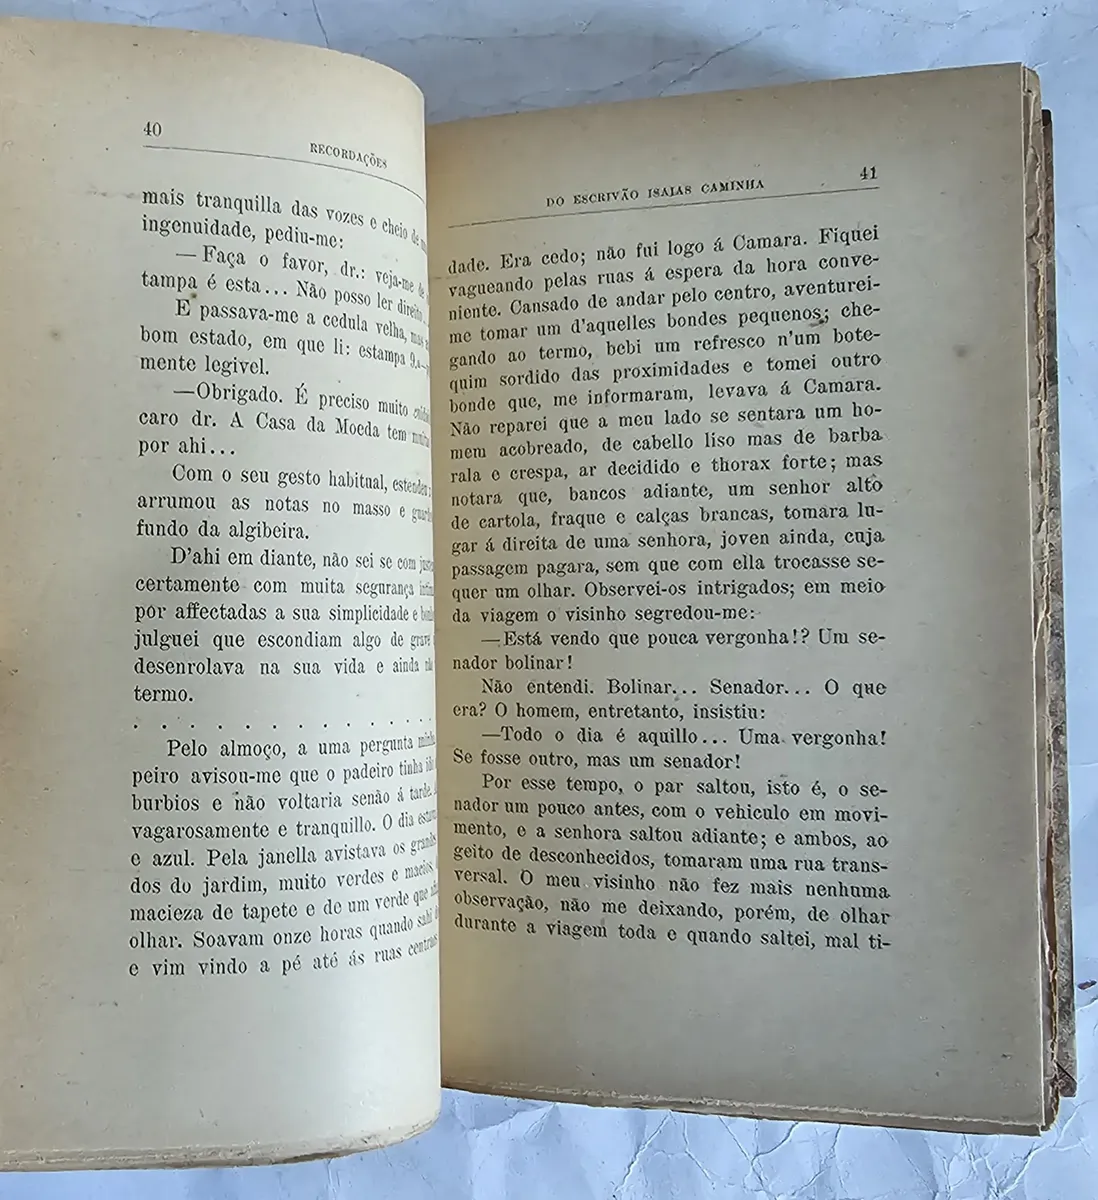 40
RECORDAÇÕES
mais tranquilla das vozes e cheio de
ingenuidade, pediu-me:
— Faça o favor, dr.: veja-me
tampa é esta... Não posso ler direito
E passava-me a cedula velha, mas
bom estado, em que li: estampa 9.a
mente legivel.
—Obrigado. É preciso muito
caro dr. A Casa da Moeda tem
por ahi...
Com o seu gesto habitual,
arrumou as notas no masso e
fundo da algibeira.
D'ahi em diante, não sei se com
certamente com muita segurança
por affectadas a sua simplicidade e
julguei que escondiam algo de grave
desenrolava na sua vida e ainda
termo.
. . . . . . . . . . . .
Pelo almoço, a uma pergunta minha
peiro avisou-me que o padeiro tinha
burbios e não voltaria senão á tarde.
vagarosamente e tranquillo. O dia
e azul. Pela janella avistava os
dos do jardim, muito verdes e macios
macieza de tapete e de um verde que
olhar. Soavam onze horas quando sahi
e vim vindo a pé até ás ruas
DO ESCRIVÃO ISAIAS CAMINHA
41
dade. Era cedo; não fui logo á Camara. Fiquei
vagueando pelas ruas á espera da hora conve-
niente. Cansado de andar pelo centro, aventurei-
me tomar um d'aquelles bondes pequenos; che-
gando ao termo, bebi um refresco n'um bote-
quim sordido das proximidades e tomei outro
bonde que, me informaram, levava á Camara.
Não reparei que a meu lado se sentara um ho-
mem acobreado, de cabello liso mas de barba
rala e crespa, ar decidido e thorax forte; mas
notara que, bancos adiante, um senhor alto
de cartola, fraque e calças brancas, tomara lu-
gar á direita de uma senhora, joven ainda, cuja
passagem pagara, sem que com ella trocasse se-
quer um olhar. Observei-os intrigados; em meio
da viagem o visinho segredou-me:
—Está vendo que pouca vergonha!? Um se-
nador bolinar!
Não entendi. Bolinar... Senador... O que
era? O homem, entretanto, insistiu:
—Todo o dia é aquillo... Uma vergonha!
Se fosse outro, mas um senador!
Por esse tempo, o par saltou, isto é, o se-
nador um pouco antes, com o vehiculo em movi-
mento, e a senhora saltou adiante; e ambos, ao
geito de desconhecidos, tomaram uma rua trans-
versal. O meu visinho não fez mais nenhuma
observação, não me deixando, porém, de olhar
durante a viagem toda e quando saltei, mal ti-